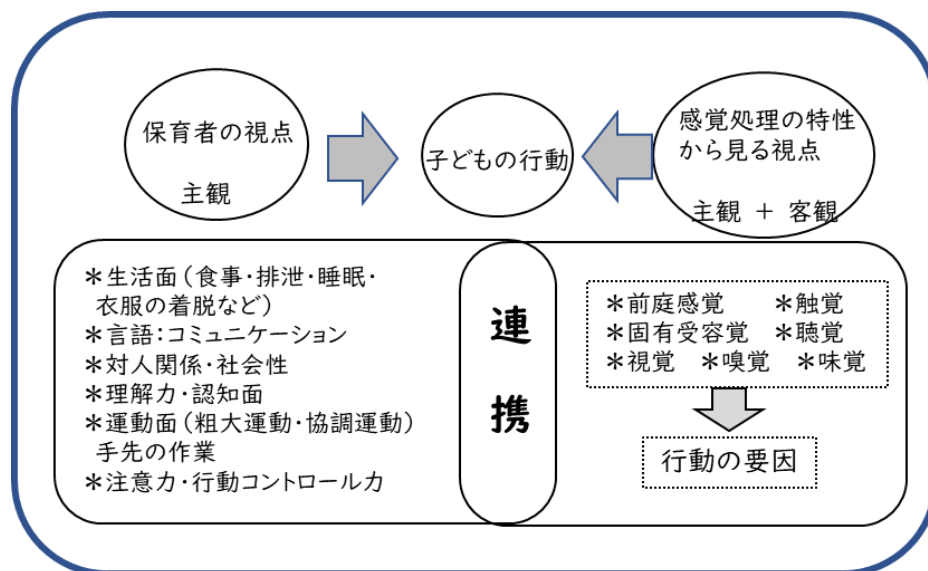 保育者の視点
主観
子どもの行動
感覚処理の特性
から見る視点
主観 + 客観
＊生活面（食事・排泄・睡眠・
衣服の着脱など）
＊言語：コミュニケーション
＊対人関係・社会性
＊理解力・認知面
＊運動面（粗大運動・協調運動）
手先の作業
＊注意力・行動コントロール力
連
携
＊前庭感覚 ＊触覚
＊固有受容覚 ＊聴覚
＊視覚 ＊嗅覚 ＊味覚
行動の要因